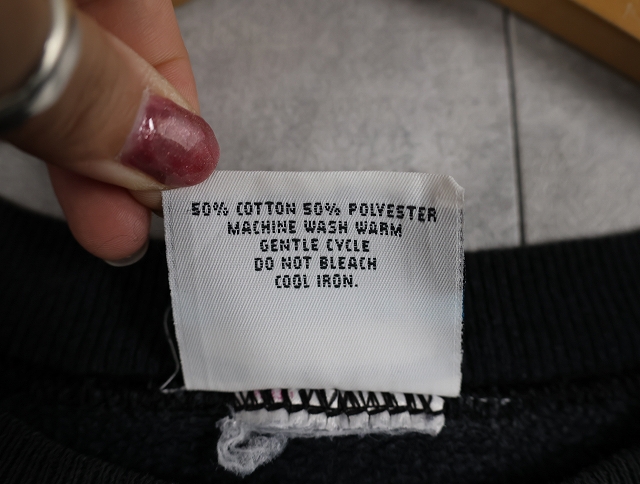 50% COTTON 50% POLYESTER
MACHINE WASH WARM
GENTLE CYCLE
DO NOT BLEACH
COOL IRON.